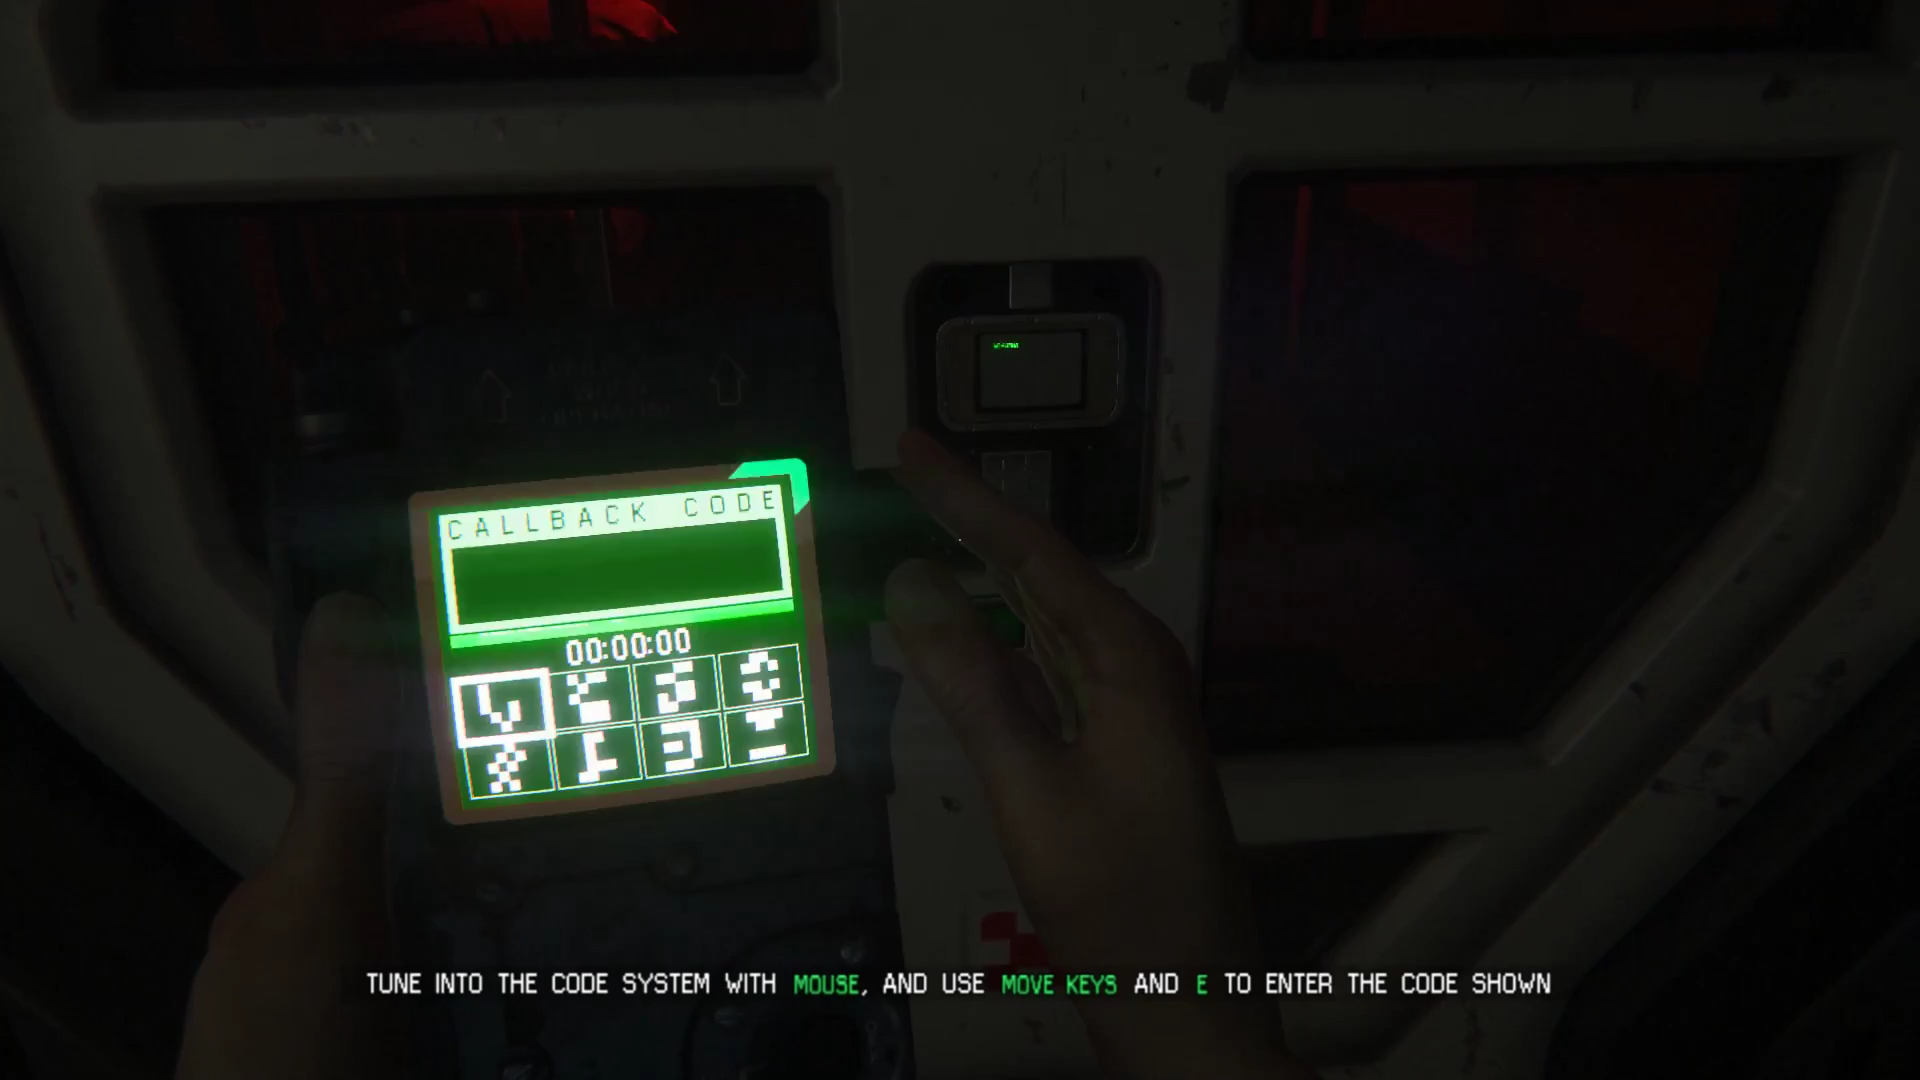 CALLBACK CODE
00:00:00
TUNE INTO THE CODE SYSTEM WITH MOUSE, AND USE MOVE KEYS AND E TO ENTER THE CODE SHOWN